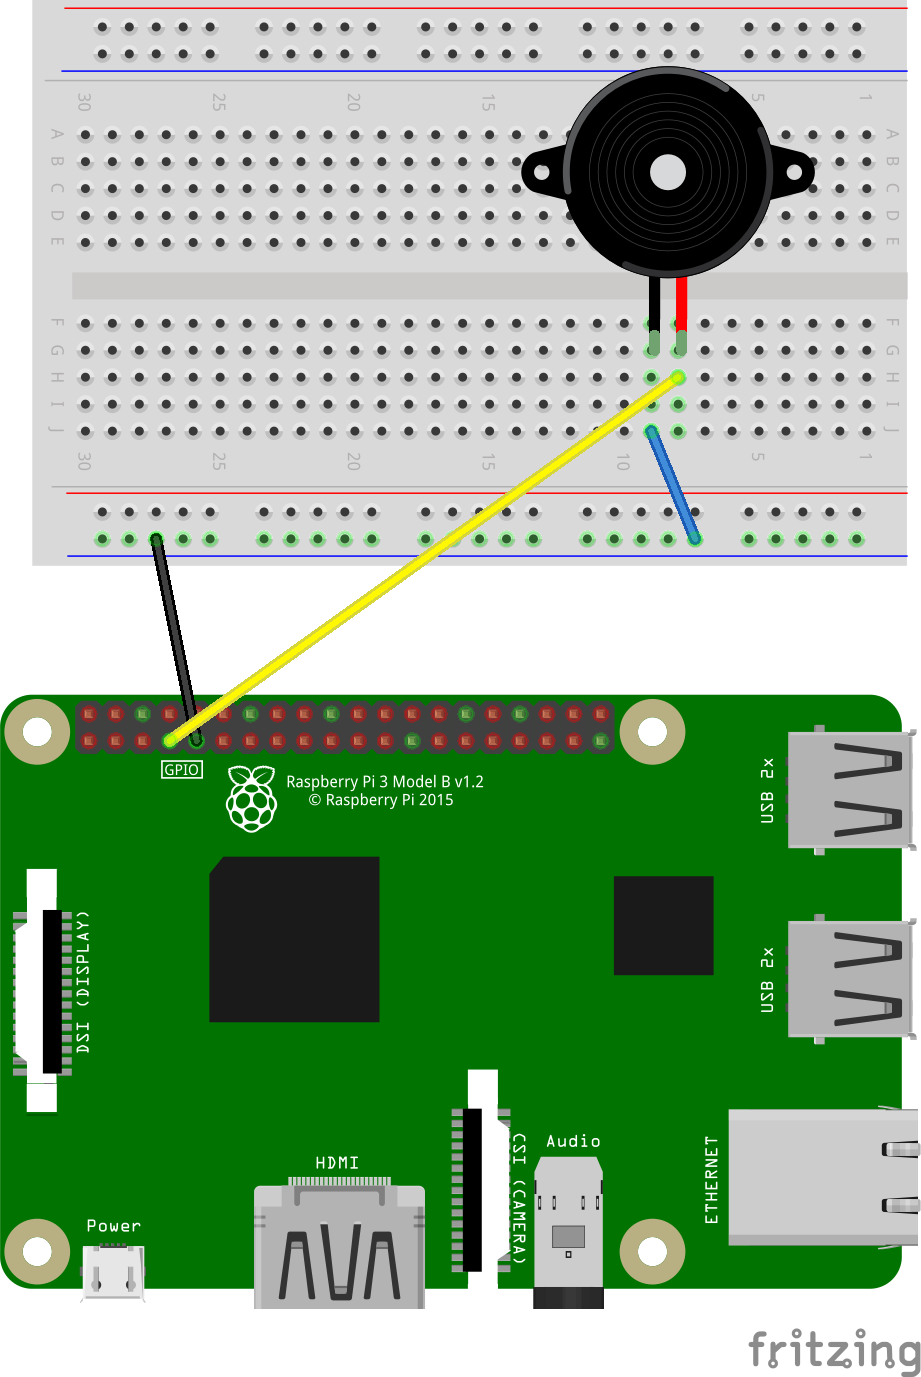 30 25 20 15 5 1
A A
B B
C C
D D
E E
F F
G G
H H
I I
J J
30 25 20 15 10 5 1
GPIO
Raspberry Pi 3 Model B v1.2
© Raspberry Pi 2015
USB 2x
DSI (DISPLAY)
USB 2x
HDMI
CSI (CAMERA)
Audio
ETHERNET
Power
fritzing